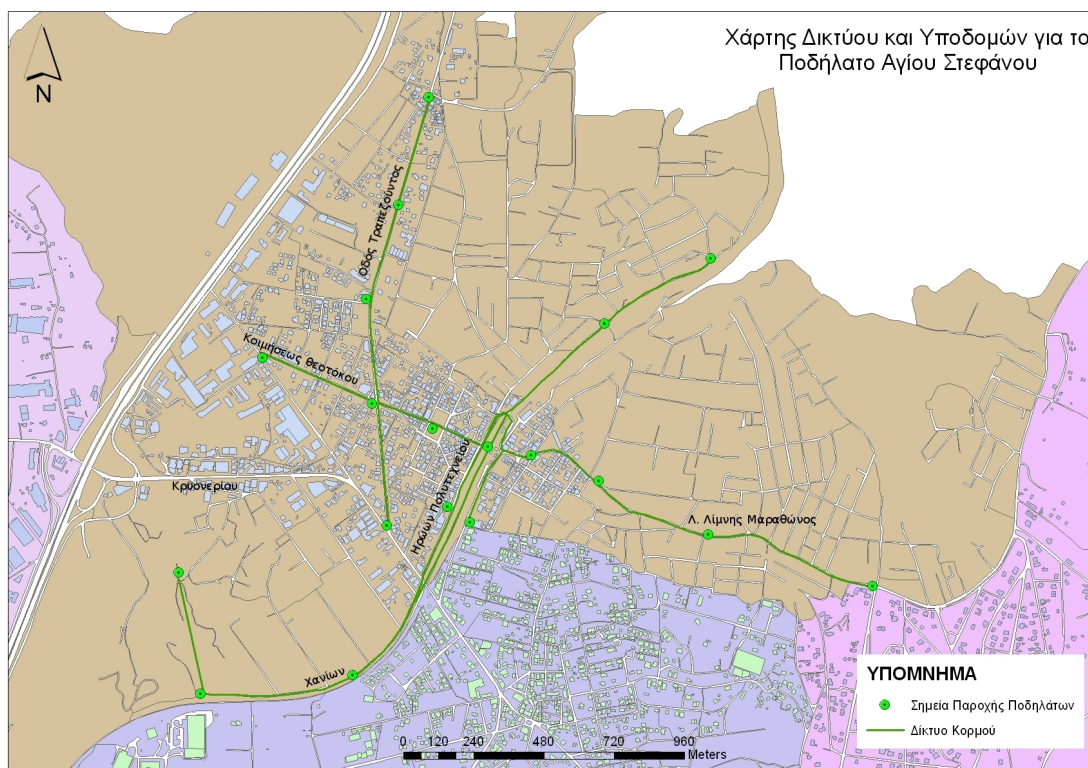 Χάρτης Δικτύου και Υποδομών για το
Ποδήλατο Αγίου Στεφάνου
N
Οδος Τραπεζούντος
Κοιμήσεως Θεοτόκου
Ηρώων Πολυτεχνείου
Κρυονερίου
Λ. Λίμνης Μαραθώνος
Χανίων
ΥΠΟΜΝΗΜΑ
Σημεία Παροχής Ποδηλάτων
Δίκτυο Κορμού
0 120 240 480 720 960
Meters